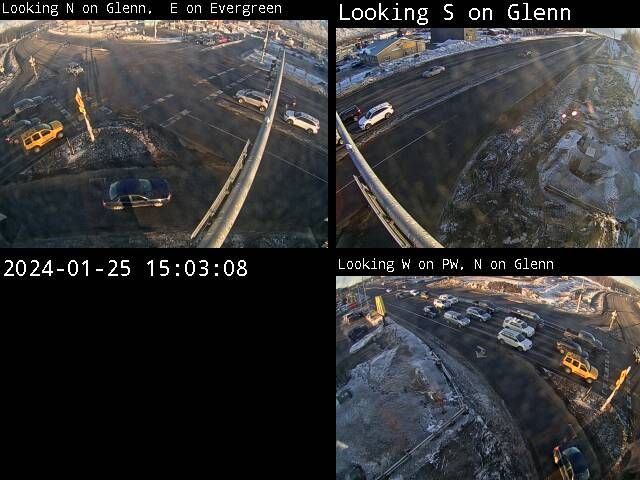 Looking N on Glenn, E on Evergreen
Looking S on Glenn
2024-01-25 15:03:08
Looking W on PW, N on Glenn